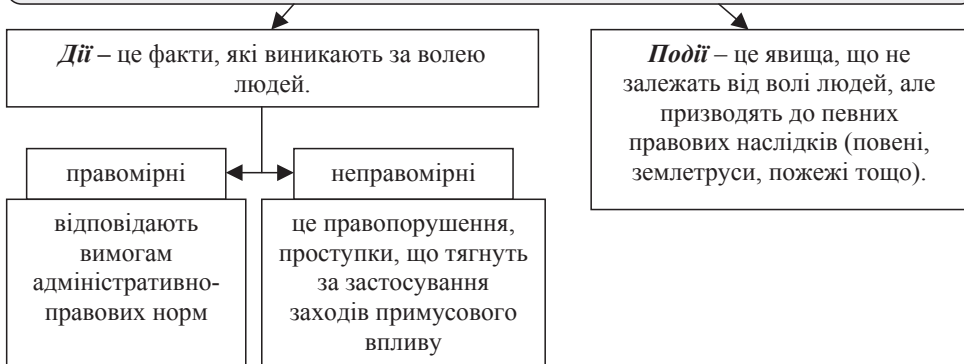 Дії – це факти, які виникають за волею
людей.
Події – це явища, що не
залежать від волі людей, але
призводять до певних
правових наслідків (повені,
землетруси, пожежі тощо).
правомірні
неправомірні
відповідають
вимогам
адміністративно-
правових норм
це правопорушення,
проступки, що тягнуть
за застосування
заходів примусового
впливу